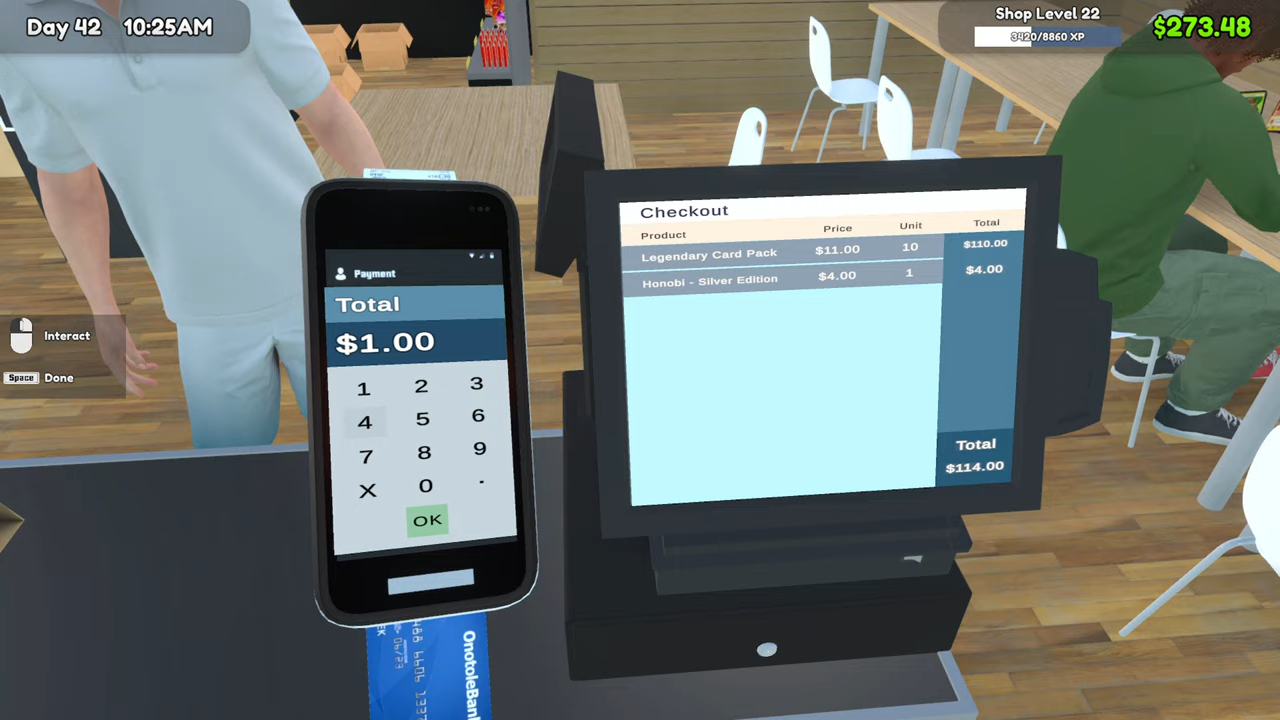 Day 42 10:25AM
Shop Level 22
3420/8860 XP
$273.48
Interact
Space Done
Payment
Total
$1.00
1 2 3
4 5 6
7 8 9
X 0 .
OK
Checkout
Product Price Unit Total
Legendary Card Pack $11.00 10 $110.00
Honobi - Silver Edition $4.00 1 $4.00
Total
$114.00
OnotoleBank